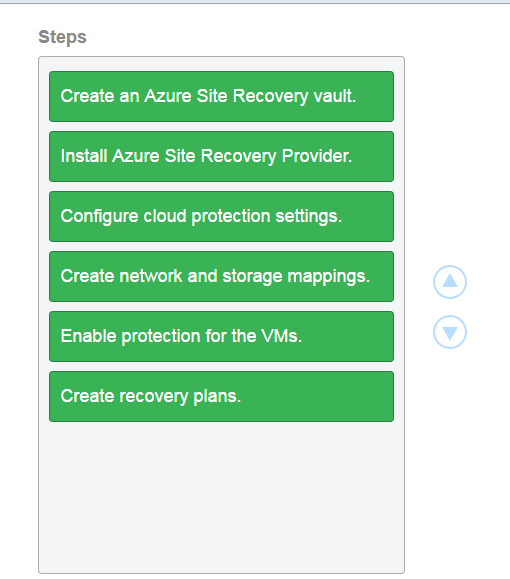 Steps
Create an Azure Site Recovery vault.
Install Azure Site Recovery Provider.
Configure cloud protection settings.
Create network and storage mappings.
Enable protection for the VMs.
Create recovery plans.